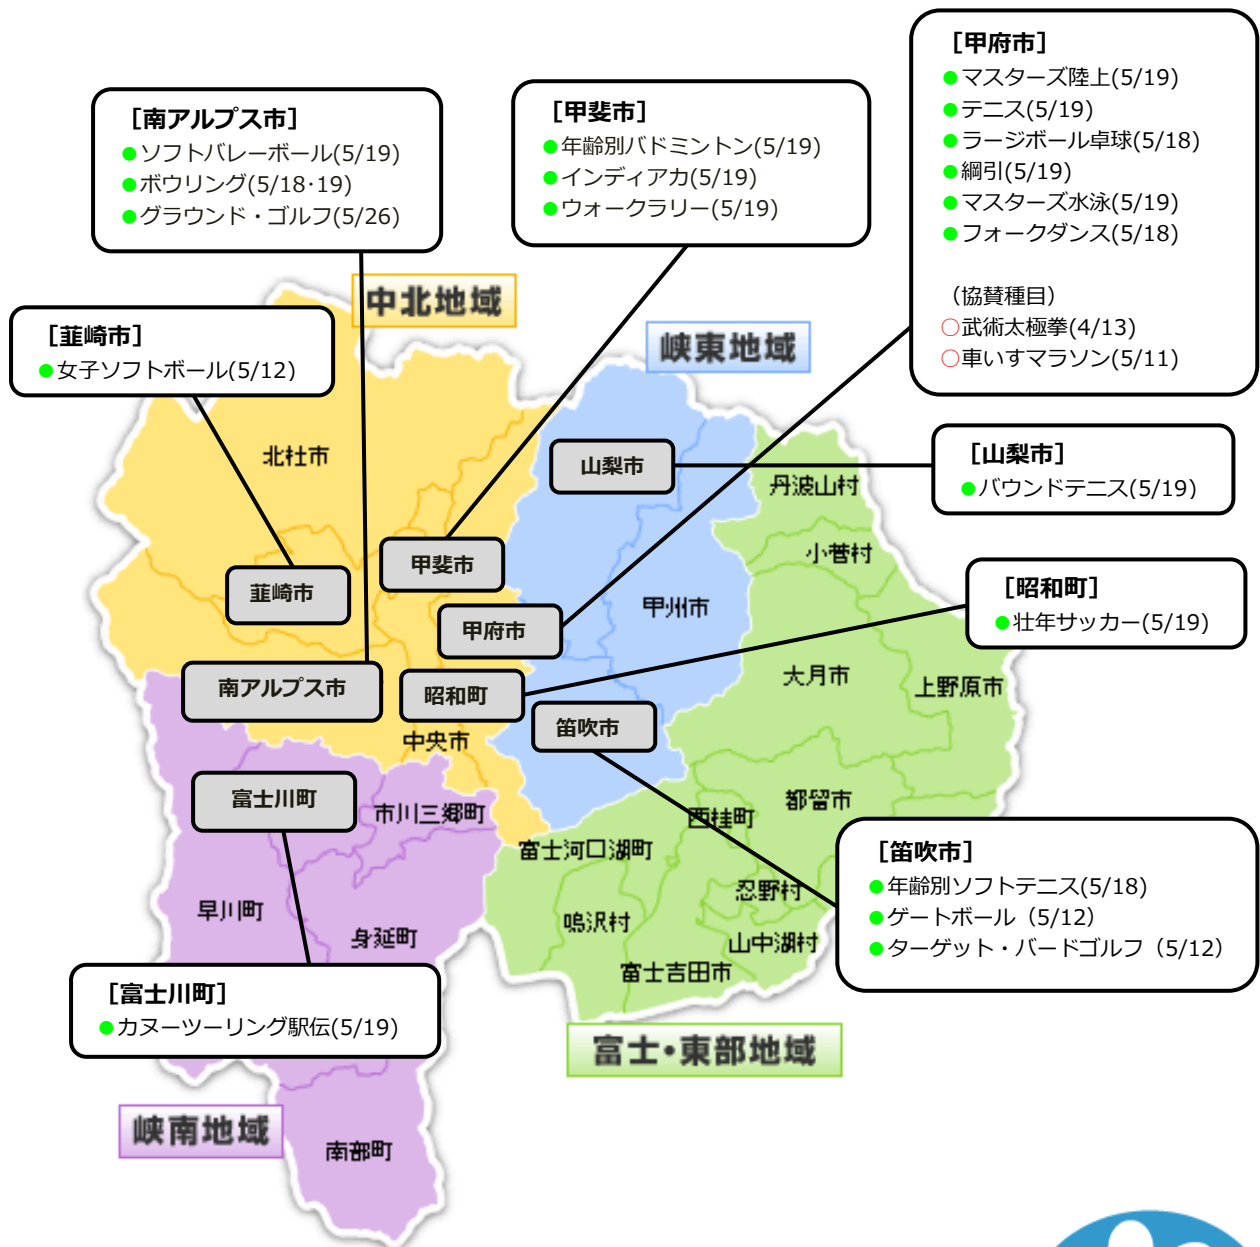 [甲府市]
●マスターズ陸上(5/19)
●テニス(5/19)
●ラージボール卓球(5/18)
●綱引(5/19)
●マスターズ水泳(5/19)
●フォークダンス(5/18)
(協賛種目)
○武術太極拳(4/13)
○車いすマラソン(5/11)
[南アルプス市]
●ソフトバレーボール(5/19)
●ボウリング(5/18･19)
●グラウンド・ゴルフ(5/26)
[甲斐市]
●年齢別バドミントン(5/19)
●インディアカ(5/19)
●ウォークラリー(5/19)
中北地域
[韮崎市]
●女子ソフトボール(5/12)
峡東地域
北杜市
山梨市
[山梨市]
●バウンドテニス(5/19)
丹波山村
小菅村
甲斐市
韮崎市
甲州市
甲府市
[昭和町]
●壮年サッカー(5/19)
南アルプス市
昭和町
大月市
上野原市
笛吹市
中央市
富士川町
市川三郷町
西桂町
都留市
富士河口湖町
[笛吹市]
●年齢別ソフトテニス(5/18)
●ゲートボール（5/12）
●ターゲット・バードゴルフ（5/12）
忍野村
早川町
鳴沢村
身延町
山中湖村
富士吉田市
[富士川町]
●カヌーツーリング駅伝(5/19)
富士・東部地域
峡南地域
南部町